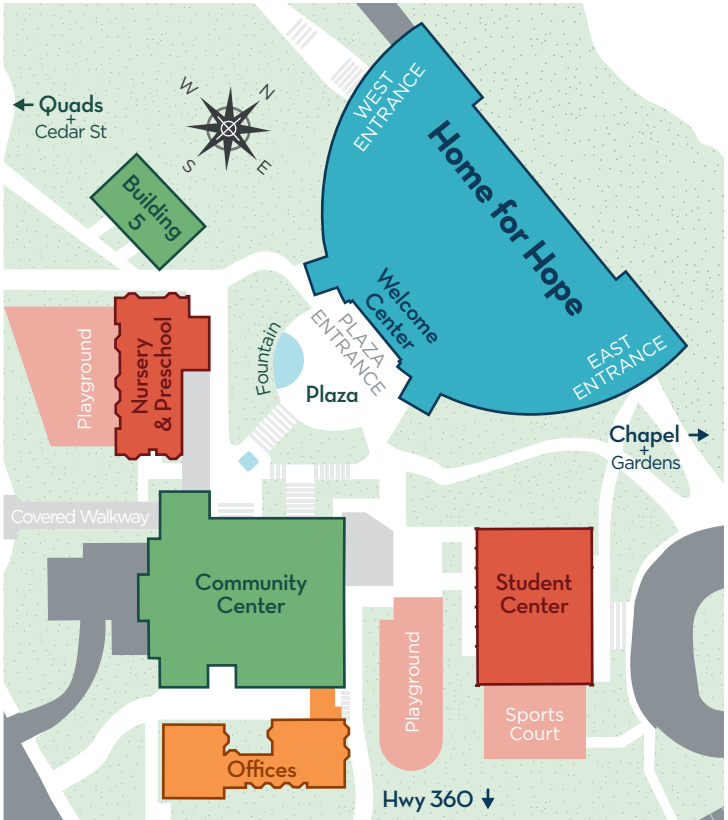 WEST
ENTRANCE
Home for Hope
W
N
S
E
← Quads
+
Cedar St
Building
5
Welcome
Center
PLAZA
ENTRANCE
Fountain
Plaza
EAST
ENTRANCE
Playground
Nursery
& Preschool
Chapel →
+
Gardens
Covered Walkway
Community
Center
Student
Center
Playground
Sports
Court
Offices
Hwy 360 ↓